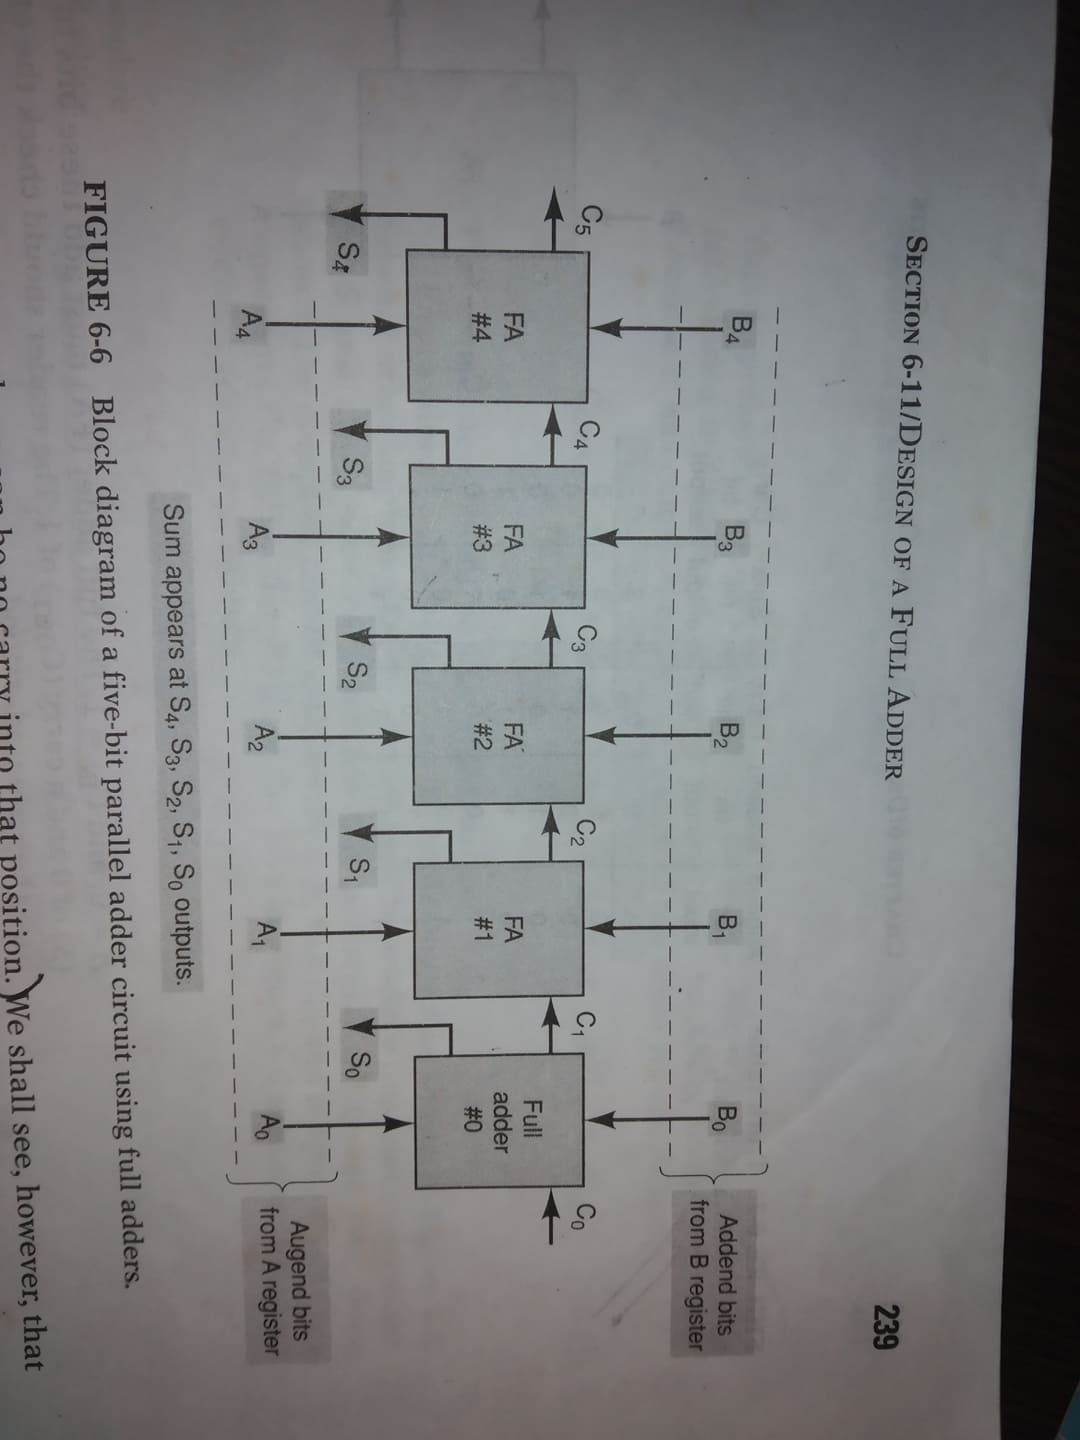 SECTION 6-11/DESIGN OF A FULL ADDER 239
B4 B3 B2 B1 B0
Addend bits
from B register
C5 C4 C3 C2 C1 C0
FA
#4
FA
#3
FA
#2
FA
#1
Full
adder
#0
S4 S3 S2 S1 S0
A4 A3 A2 A1 A0
Augend bits
from A register
Sum appears at S4, S3, S2, S1, S0 outputs.
FIGURE 6-6 Block diagram of a five-bit parallel adder circuit using full adders.
be no carry into that position. We shall see, however, that